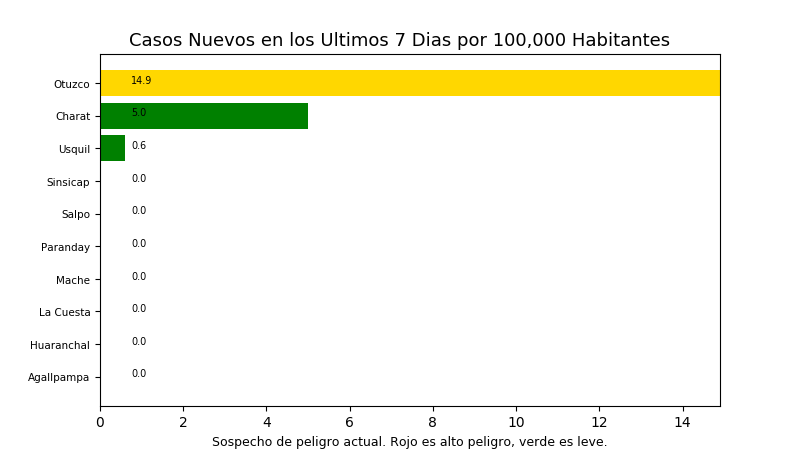 Casos Nuevos en los Ultimos 7 Dias por 100,000 Habitantes
Otuzco 14.9
Charat 5.0
Usquil 0.6
Sinsicap 0.0
Salpo 0.0
Paranday 0.0
Mache 0.0
La Cuesta 0.0
Huaranchal 0.0
Agallpampa 0.0
0 2 4 6 8 10 12 14
Sospecho de peligro actual. Rojo es alto peligro, verde es leve.